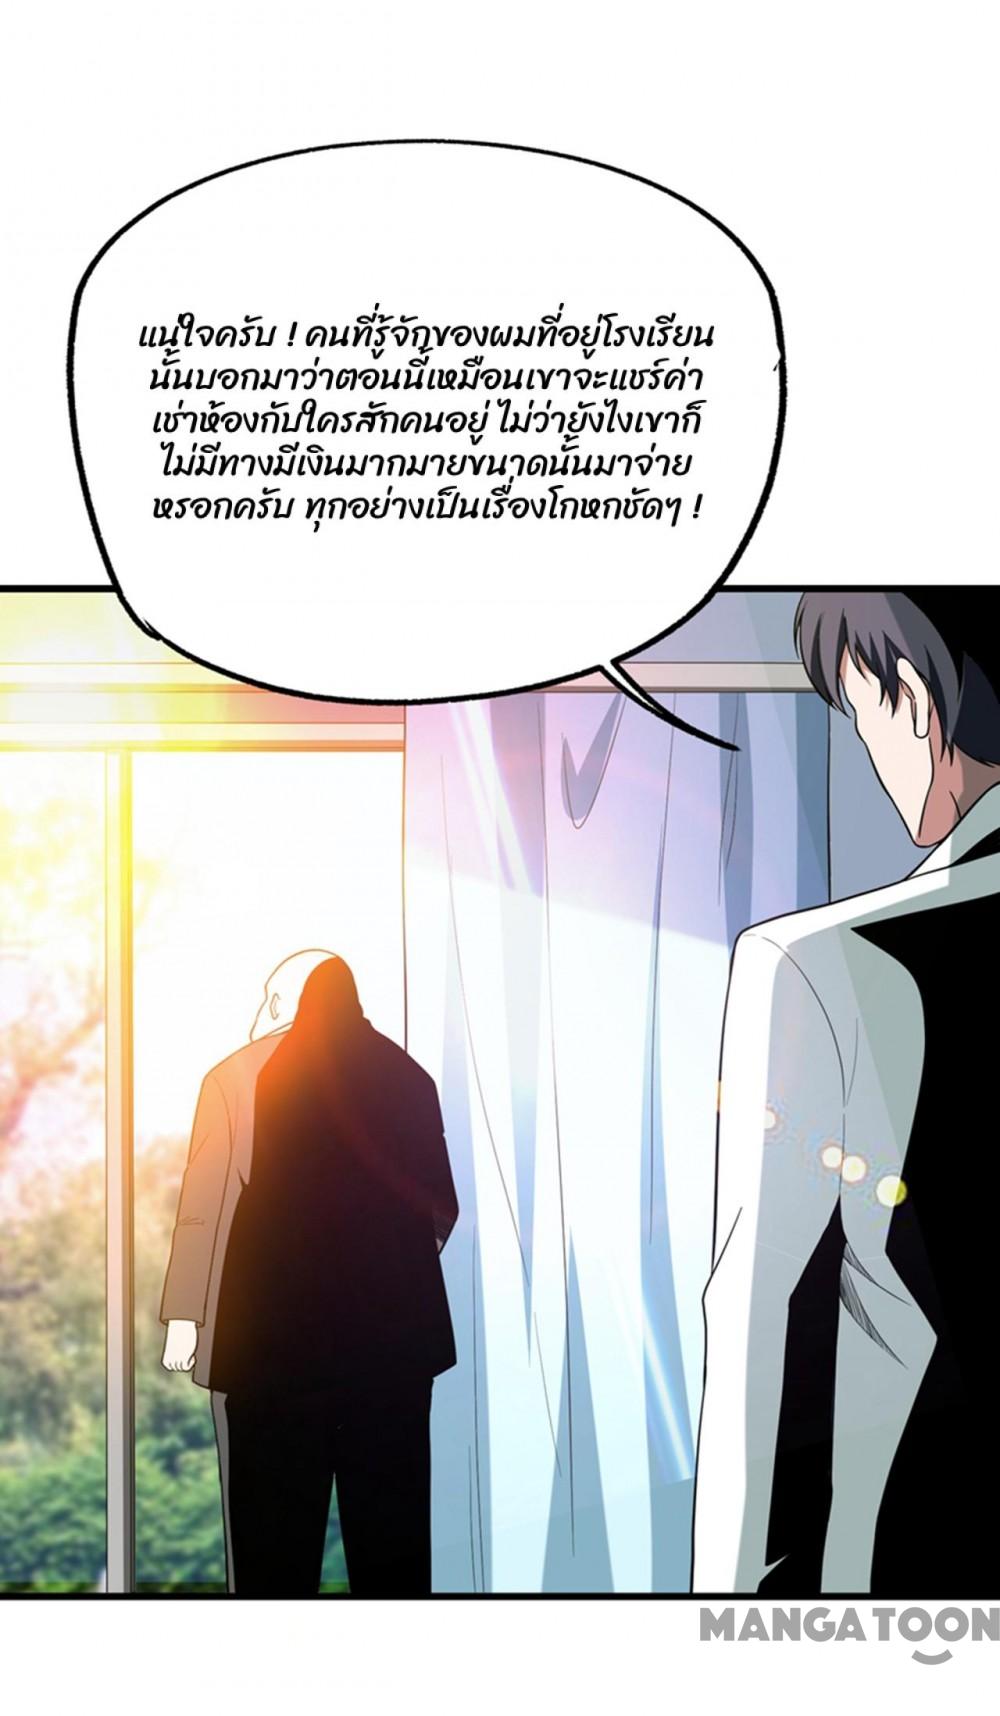 แน่ใจครับ ! คนที่รู้จักของผมที่อยู่โรงเรียน
นั้นบอกมาว่าตอนนี้เหมือนเขาจะแชร์ค่า
เช่าห้องกับใครสักคนอยู่ ไม่ว่ายังไงเขาก็
ไม่มีทางมีเงินมากมายขนาดนั้นมาจ่าย
หรอกครับ ทุกอย่างเป็นเรื่องโกหกชัดๆ !
MANGATOON